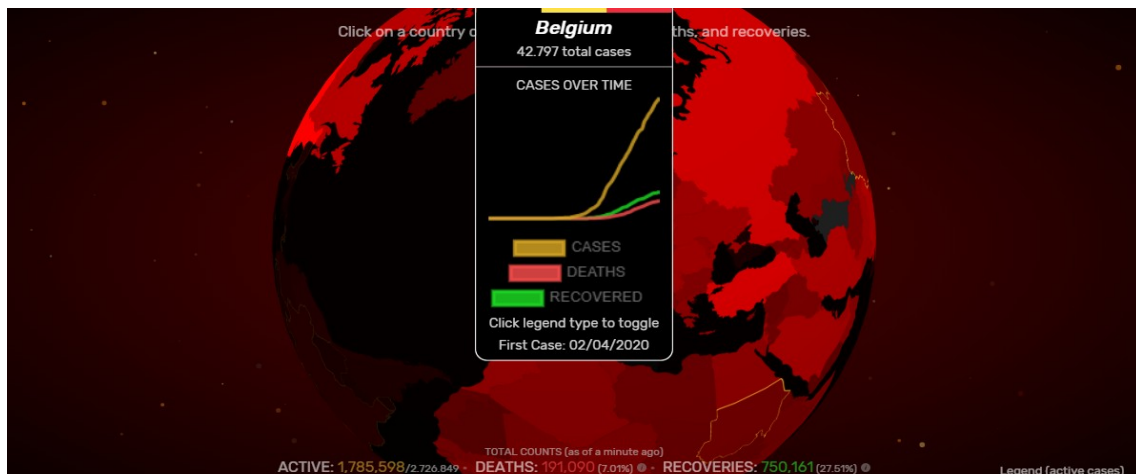 Belgium
Click on a country o ths, and recoveries.
42.797 total cases
CASES OVER TIME
CASES
DEATHS
RECOVERED
Click legend type to toggle
First Case: 02/04/2020
TOTAL COUNTS (as of a minute ago)
ACTIVE: 1,785,598/2.726.849 - DEATHS: 191,090 (7.01%) - RECOVERIES: 750,161 (27.51%)
Legend (active cases)